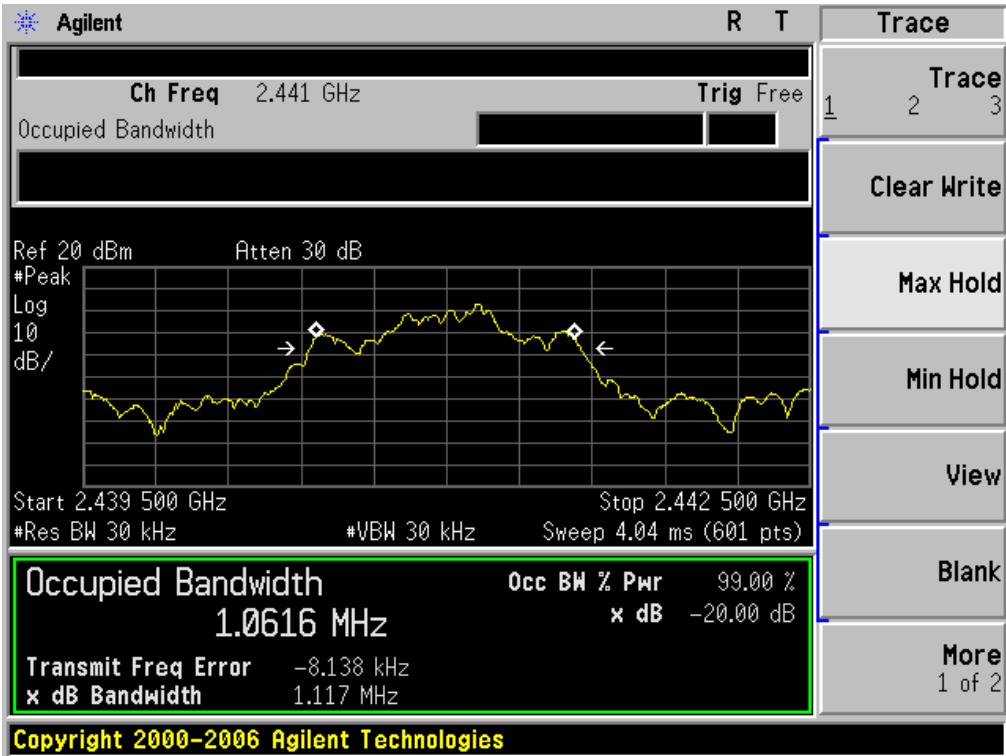 Agilent R T
Trace
Ch Freq 2.441 GHz Trig Free
Occupied Bandwidth
Trace
1 2 3
Clear Write
Max Hold
Min Hold
View
Blank
More
1 of 2
Ref 20 dBm Atten 30 dB
#Peak
Log
10
dB/
Start 2.439 500 GHz Stop 2.442 500 GHz
#Res BW 30 kHz #VBW 30 kHz Sweep 4.04 ms (601 pts)
Occupied Bandwidth
1.0616 MHz
Occ BW % Pwr 99.00 %
x dB -20.00 dB
Transmit Freq Error -8.138 kHz
x dB Bandwidth 1.117 MHz
Copyright 2000-2006 Agilent Technologies